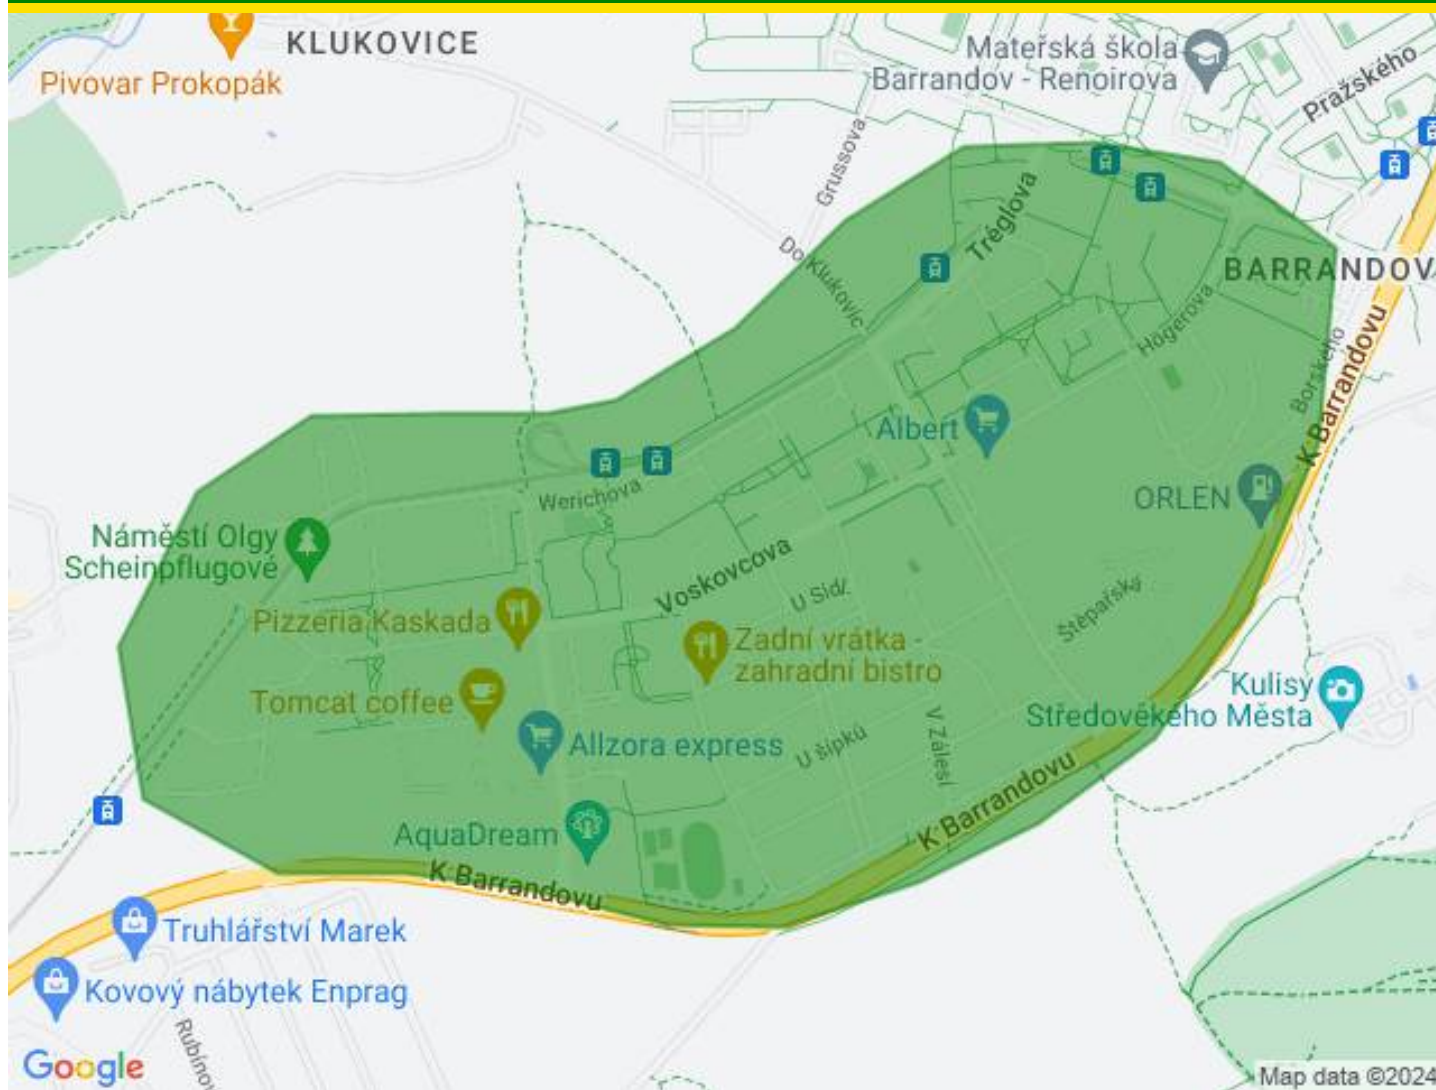 KLUKOVICE
Pivovar Prokopák
Mateřská škola
Barrandov - Renoirova
Pražského
Grussova
Tréglova
Do Klukovic
BARRANDOV
Högerova
Borského
K Barrandovu
Albert
ORLEN
Werichova
Náměstí Olgy
Scheinpflugové
Voskovcova
U Sídl
Štěpařská
Pizzeria Kaskada
Zadní vrátka -
zahradní bistro
Tomcat coffee
Kulisy
Středověkého Města
Allzora express
U šípků
V Zálesí
K Barrandovu
AquaDream
K Barrandovu
Truhlářství Marek
Kovový nábytek Enprag
Google
Map data ©2024